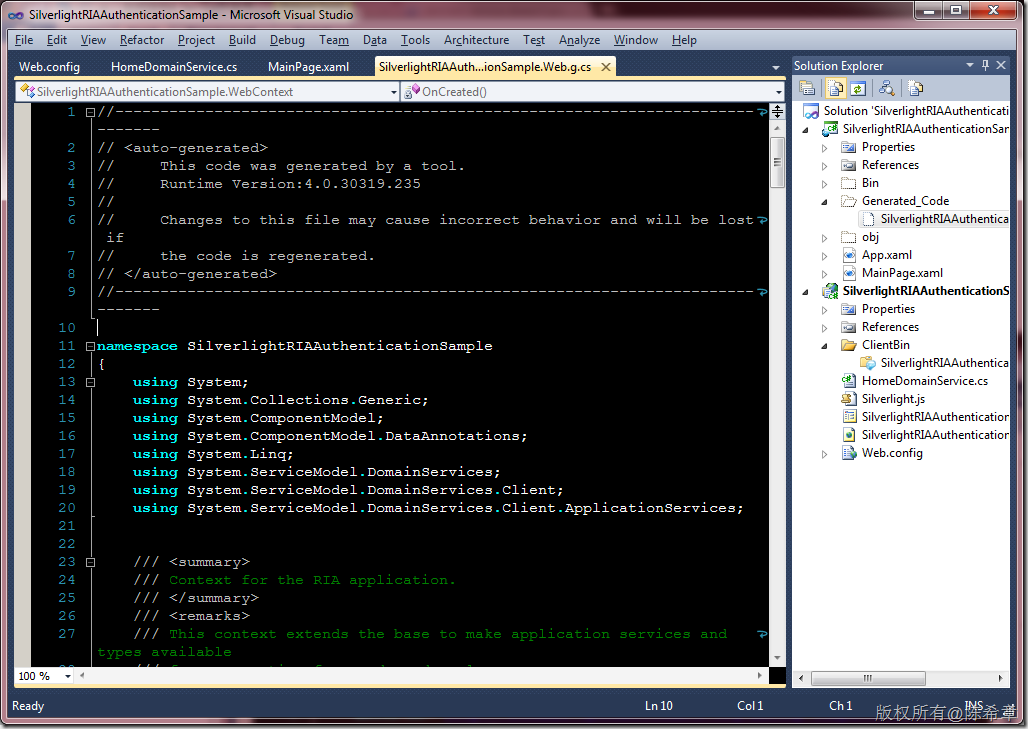 SilverlightRIAAuthenticationSample - Microsoft Visual Studio
File Edit View Refactor Project Build Debug Team Data Tools Architecture Test Analyze Window Help
Web.config HomeDomainService.cs MainPage.xaml SilverlightRIAAuth...ionSample.Web.g.cs
SilverlightRIAAuthenticationSample.WebContext OnCreated()
1 //-----------------------------------------------------------------------
-------
2 // <auto-generated>
3 //     This code was generated by a tool.
4 //     Runtime Version:4.0.30319.235
5 //
6 //     Changes to this file may cause incorrect behavior and will be lost
if
7 //     the code is regenerated.
8 // </auto-generated>
9 //-----------------------------------------------------------------------
-------
10
11 namespace SilverlightRIAAuthenticationSample
12 {
13     using System;
14     using System.Collections.Generic;
15     using System.ComponentModel;
16     using System.ComponentModel.DataAnnotations;
17     using System.Linq;
18     using System.ServiceModel.DomainServices;
19     using System.ServiceModel.DomainServices.Client;
20     using System.ServiceModel.DomainServices.Client.ApplicationServices;
21
22
23     /// <summary>
24     /// Context for the RIA application.
25     /// </summary>
26     /// <remarks>
27     /// This context extends the base to make application services and
types available
100 %
Solution Explorer
Solution 'SilverlightRIAAuthenticati
SilverlightRIAAuthenticationSar
Properties
References
Bin
Generated_Code
SilverlightRIAAuthentica
obj
App.xaml
MainPage.xaml
SilverlightRIAAuthenticationS
Properties
References
ClientBin
SilverlightRIAAuthentica
HomeDomainService.cs
Silverlight.js
SilverlightRIAAuthentication
SilverlightRIAAuthentication
Web.config
Ready Ln 10 Col 1 Ch 1 INS
版权所有@陈希章